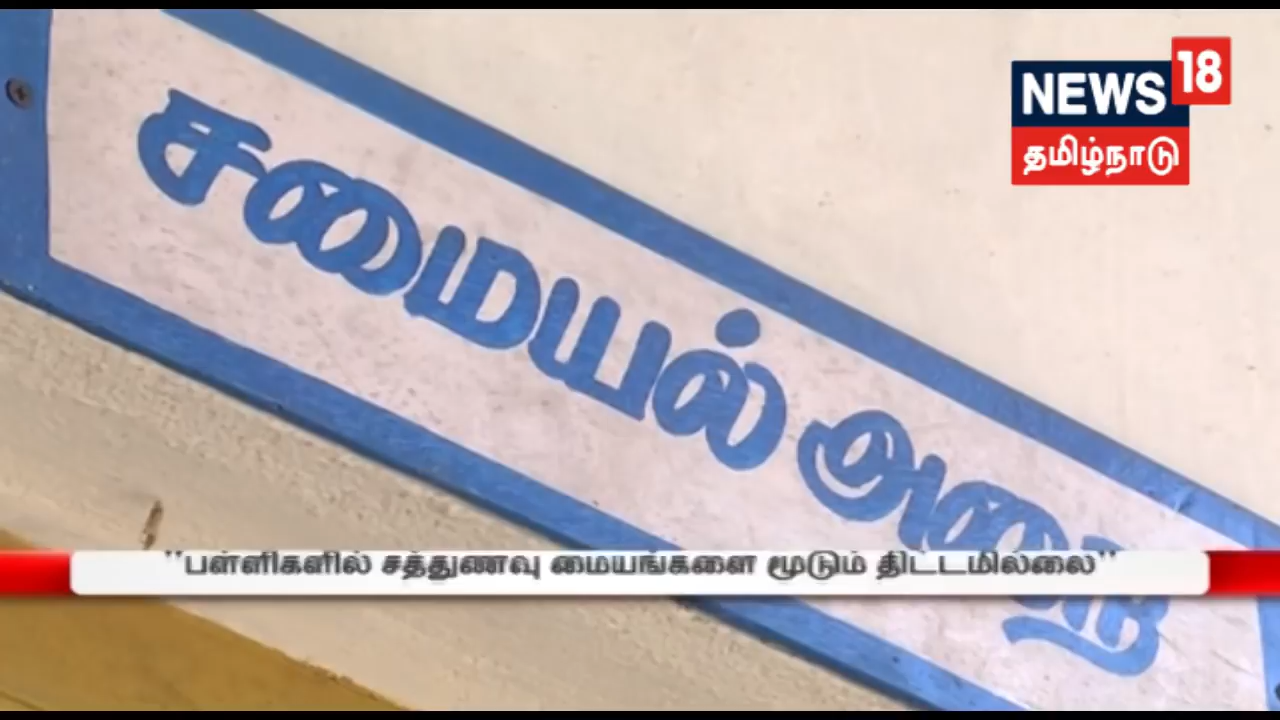 NEWS 18
தமிழ்நாடு
சமையல் அறை
"பள்ளிகளில் சத்துணவு மையங்களை மூடும் திட்டமில்லை"